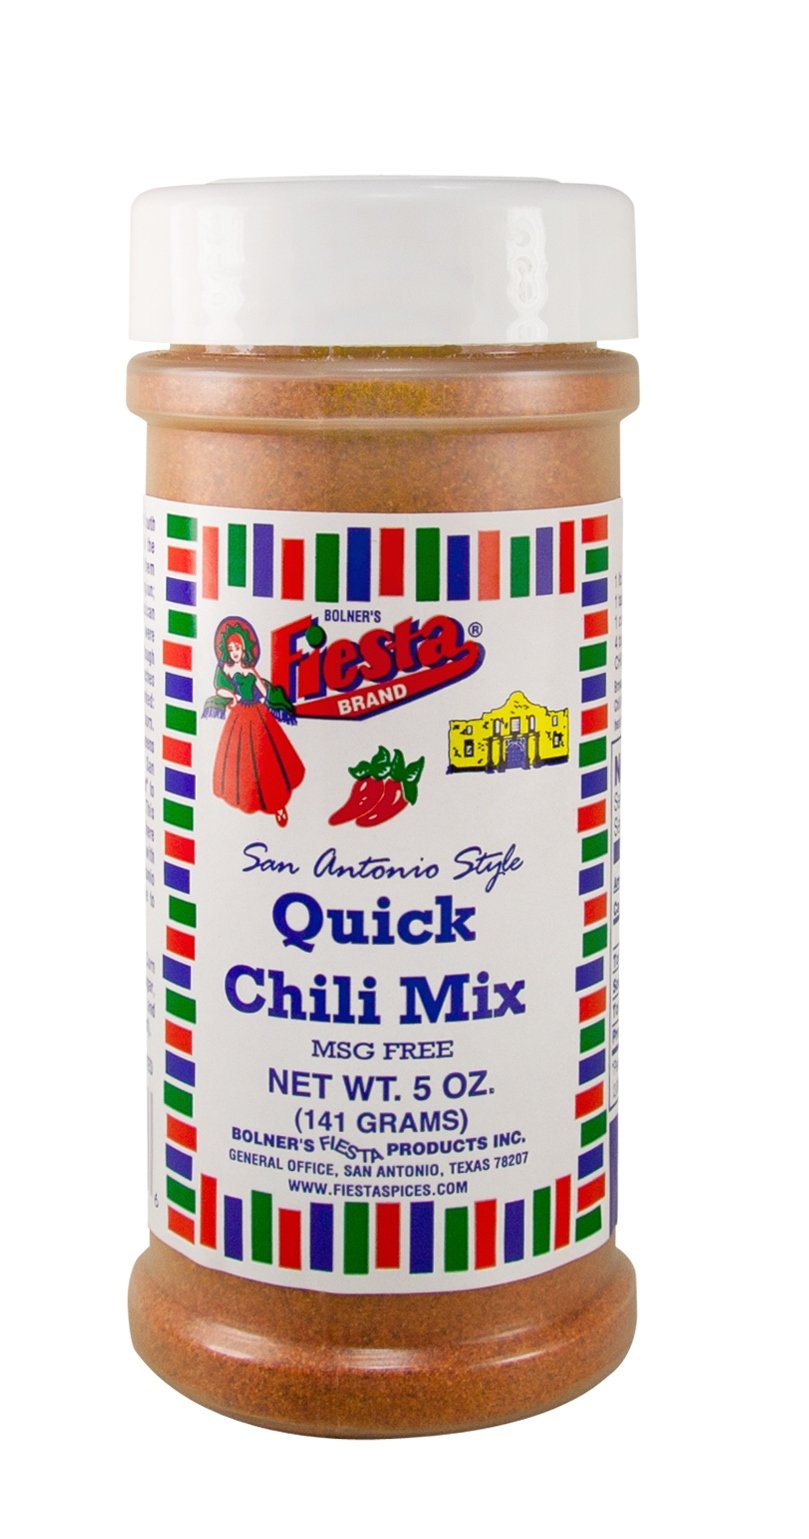 BOLNER'S
Fiesta®
BRAND
San Antonio Style
Quick
Chili Mix
MSG FREE
NET WT. 5 OZ.
(141 GRAMS)
BOLNER'S FIESTA PRODUCTS INC.
GENERAL OFFICE, SAN ANTONIO, TEXAS 78207
WWW.FIESTASPICES.COM